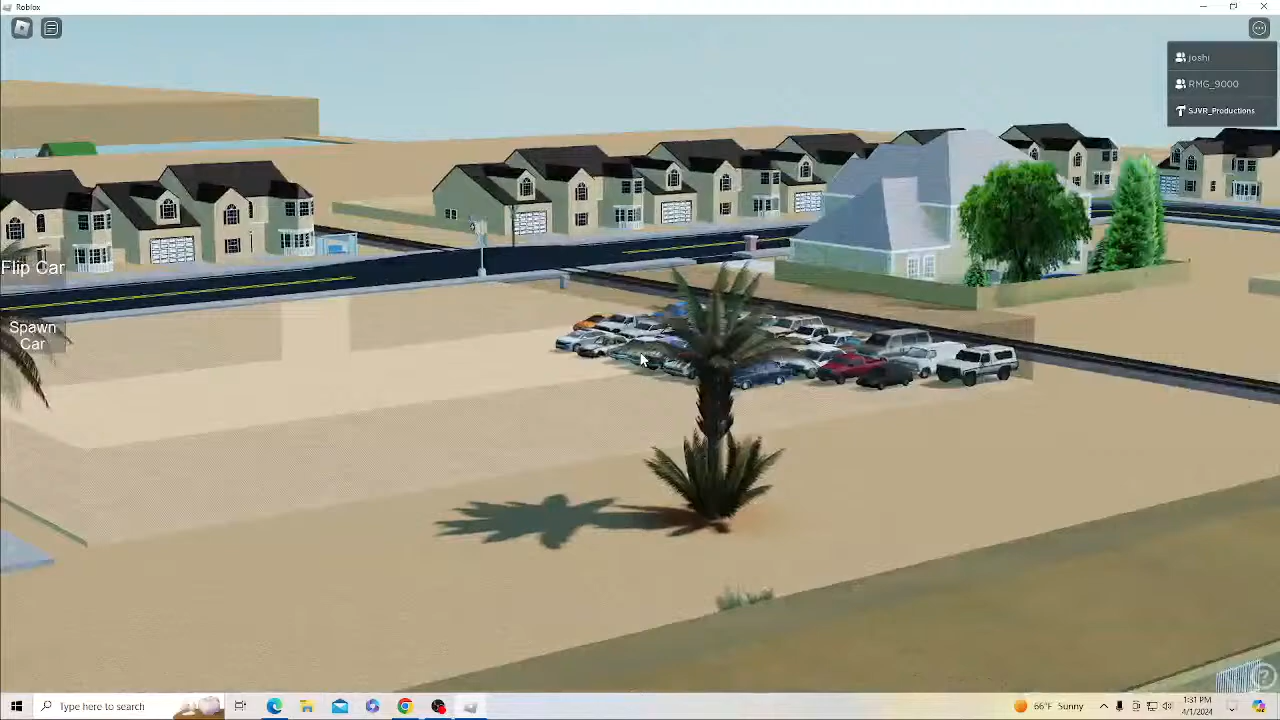 Roblox
joshi
RMG_9000
SJVR_Productions
Flip Car
Spawn
Car
Type here to search
66°F Sunny
1:31 PM
4/1/2024